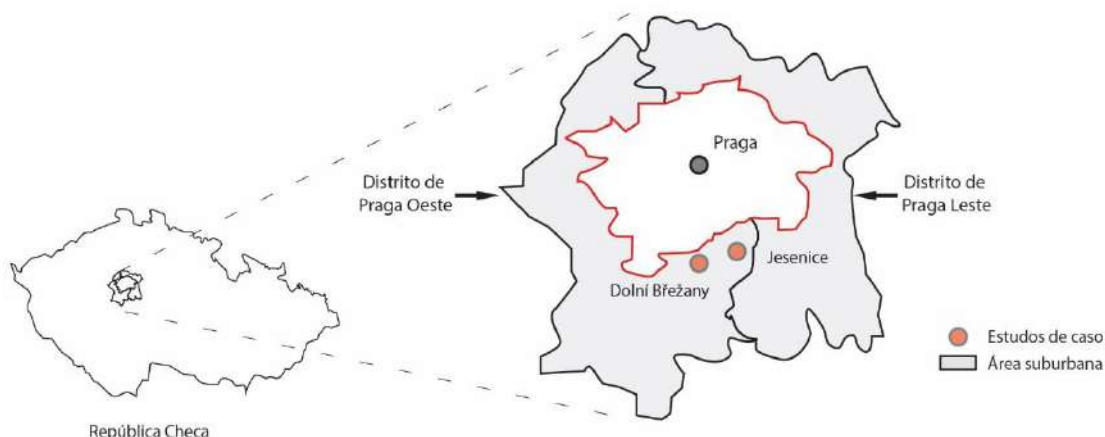 Praga
Distrito de
Praga Oeste
Distrito de
Praga Leste
Jesenice
Dolní Břežany
Estudos de caso
Área suburbana
República Checa